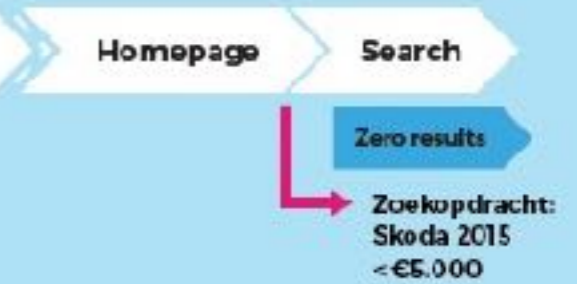 Homepage
Search
Zero results
Zoekopdracht:
Skoda 2015
<€5.000